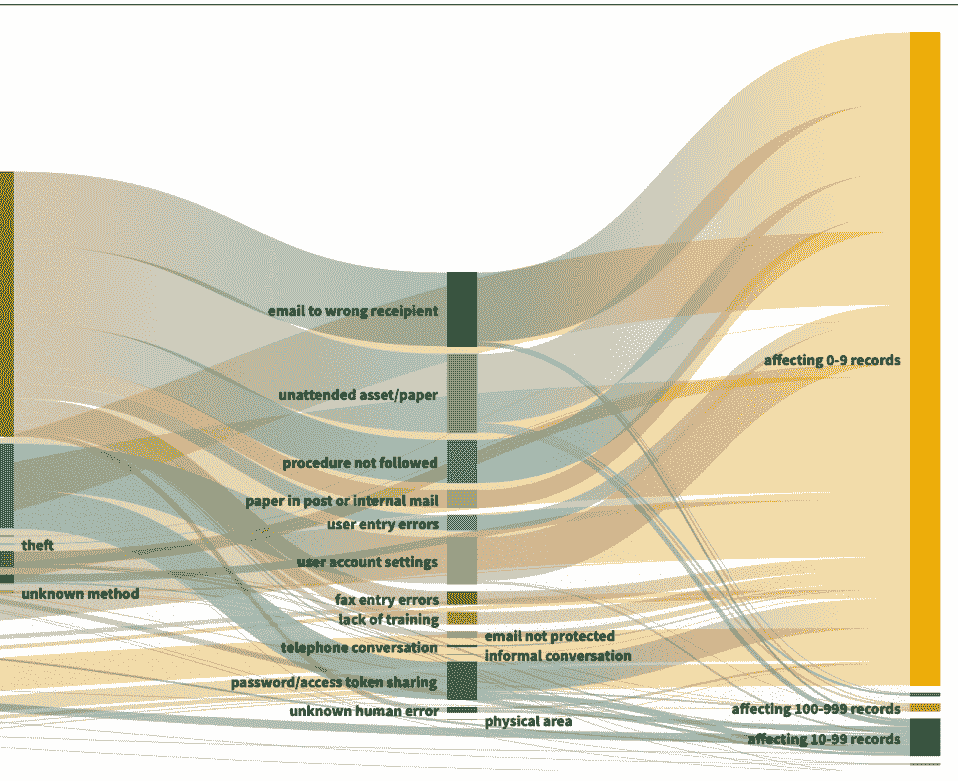 email to wrong receipient
unattended asset/paper
affecting 0-9 records
procedure not followed
paper in post or internal mail
user entry errors
theft
user account settings
unknown method
fax entry errors
lack of training
email not protected
telephone conversation
informal conversation
password/access token sharing
unknown human error
affecting 100-999 records
physical area
affecting 10-99 records